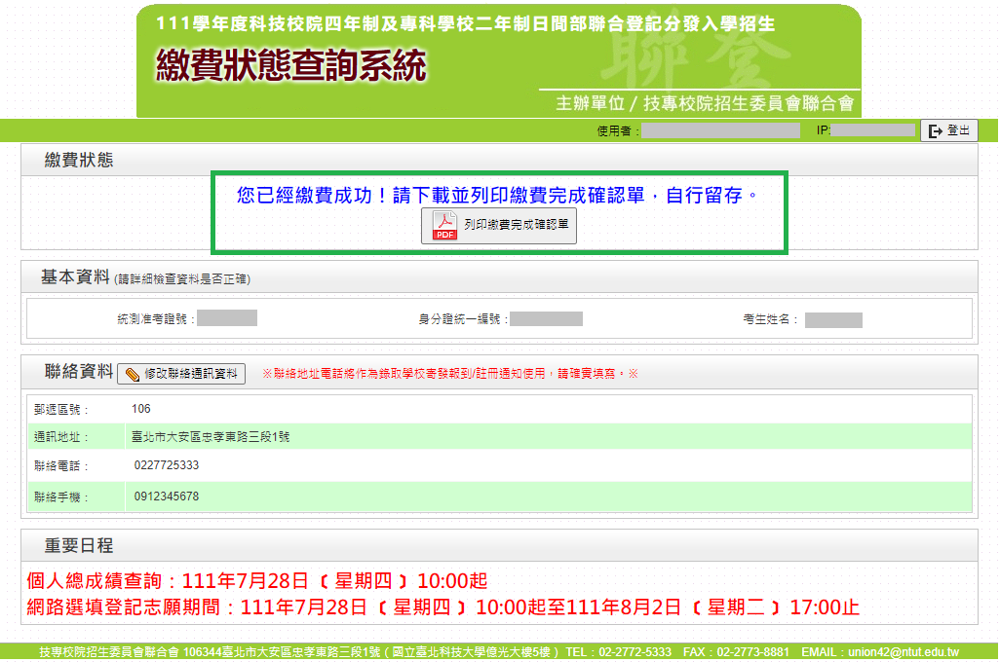 111學年度科技校院四年制及專科學校二年制日間部聯合登記分發入學招生
聯登
繳費狀態查詢系統
主辦單位 / 技專校院招生委員會聯合會
使用者： IP: 登出
繳費狀態
您已經繳費成功！請下載並列印繳費完成確認單，自行留存。
PDF 列印繳費完成確認單
基本資料 (請詳細檢查資料是否正確)
統測准考證號： 身分證統一編號： 考生姓名：
聯絡資料 修改聯絡通訊資料 ※聯絡地址電話將作為錄取學校寄發報到/註冊通知使用，請確實填寫。※
郵遞區號： 106
通訊地址： 臺北市大安區忠孝東路三段1號
聯絡電話： 0227725333
聯絡手機： 0912345678
重要日程
個人總成績查詢：111年7月28日﹝星期四﹞10:00起
網路選填登記志願期間：111年7月28日﹝星期四﹞10:00起至111年8月2日﹝星期二﹞17:00止
技專校院招生委員會聯合會 106344臺北市大安區忠孝東路三段1號（國立臺北科技大學億光大樓5樓） TEL：02-2772-5333 FAX：02-2773-8881 EMAIL：union42@ntut.edu.tw